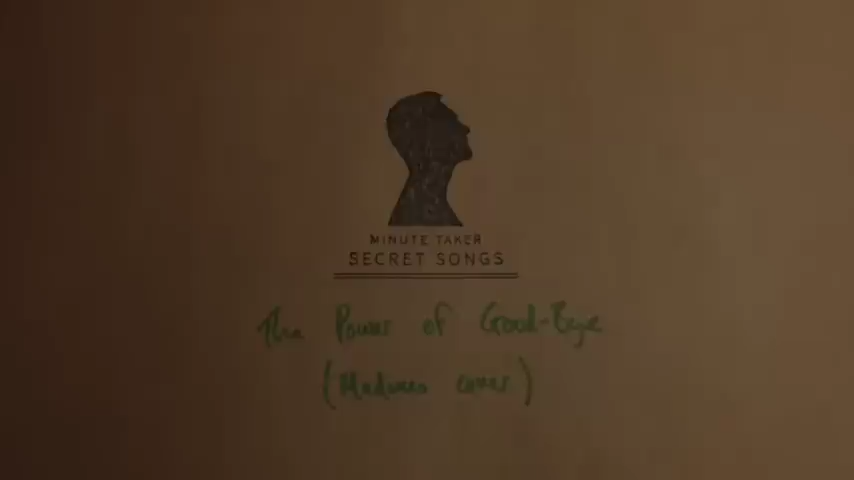 MINUTE TAKER
SECRET SONGS
The Power of Good-Bye
(Madonna cover)